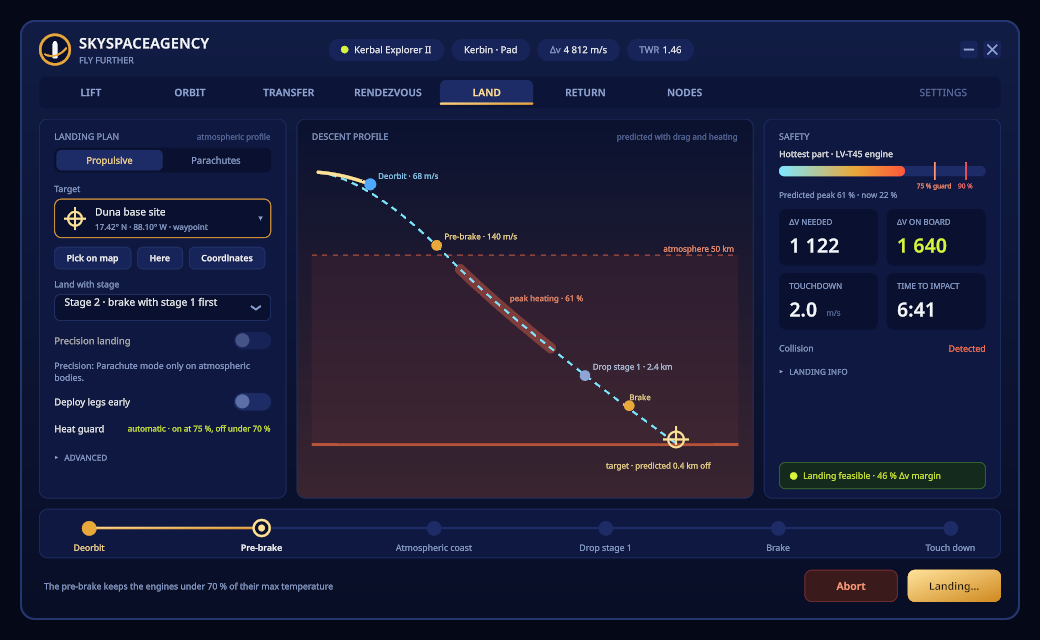 SKYSPACEAGENCY
FLY FURTHER
Kerbal Explorer II
Kerbin · Pad
Δv 4 812 m/s
TWR 1.46
LIFT
ORBIT
TRANSFER
RENDEZVOUS
LAND
RETURN
NODES
SETTINGS
LANDING PLAN
atmospheric profile
Propulsive
Parachutes
Target
Duna base site
17.42° N · 88.10° W · waypoint
Pick on map
Here
Coordinates
Land with stage
Stage 2 · brake with stage 1 first
Precision landing
Precision: Parachute mode only on atmospheric
bodies.
Deploy legs early
Heat guard
automatic · on at 75 %, off under 70 %
ADVANCED
DESCENT PROFILE
predicted with drag and heating
Deorbit · 68 m/s
Pre-brake · 140 m/s
atmosphere 50 km
peak heating · 61 %
Drop stage 1 · 2.4 km
Brake
target · predicted 0.4 km off
SAFETY
Hottest part · LV-T45 engine
75 % guard
90 %
Predicted peak 61 % · now 22 %
ΔV NEEDED
1 122
ΔV ON BOARD
1 640
TOUCHDOWN
2.0 m/s
TIME TO IMPACT
6:41
Collision
Detected
LANDING INFO
Landing feasible · 46 % Δv margin
Deorbit
Pre-brake
Atmospheric coast
Drop stage 1
Brake
Touch down
The pre-brake keeps the engines under 70 % of their max temperature
Abort
Landing...